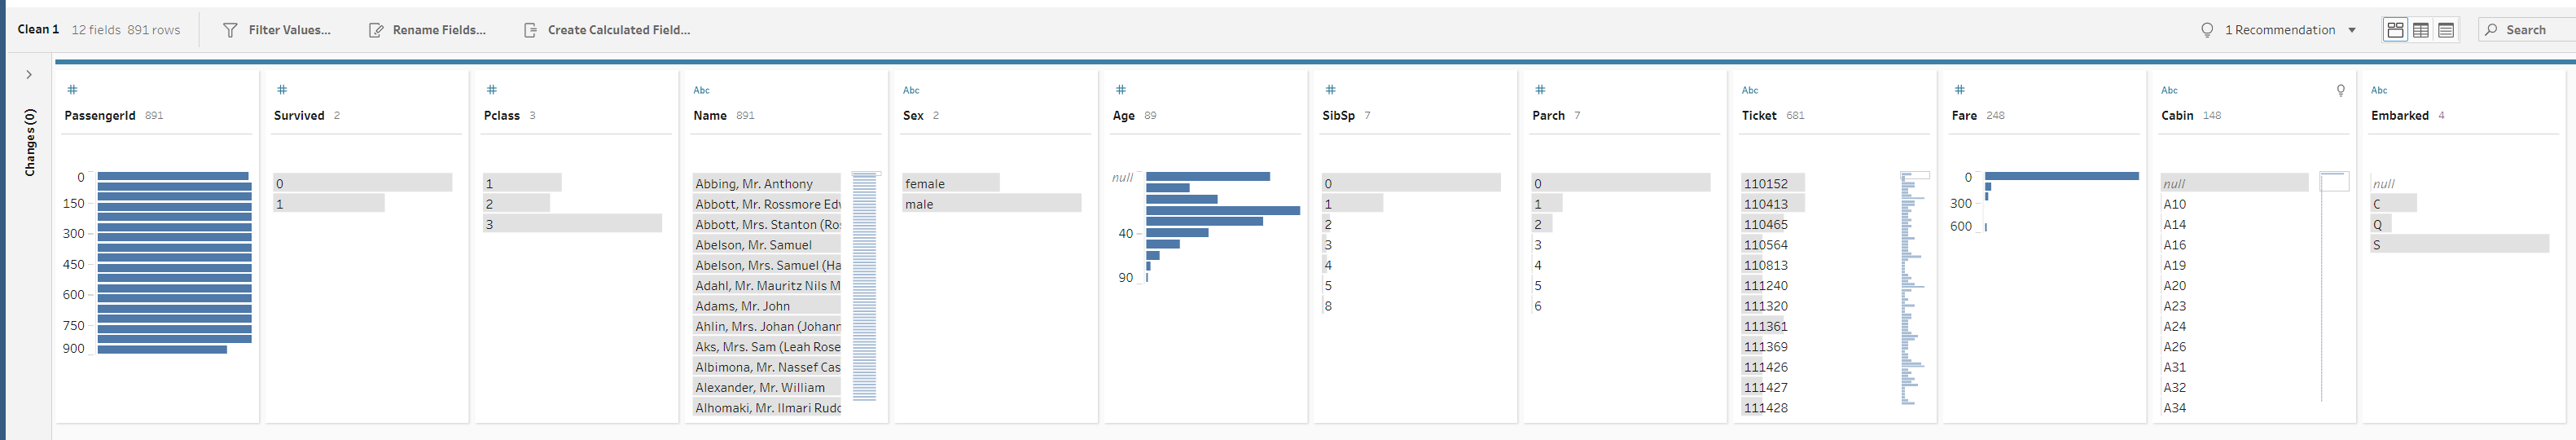 Clean 1 12 fields 891 rows Filter Values... Rename Fields... Create Calculated Field... 1 Recommendation Search
Changes (0)
# # # Abc Abc # # # Abc # Abc Abc
PassengerId 891 Survived 2 Pclass 3 Name 891 Sex 2 Age 89 SibSp 7 Parch 7 Ticket 681 Fare 248 Cabin 148 Embarked 4
0
150
300
450
600
750
900
0
1
1
2
3
Abbing, Mr. Anthony
Abbott, Mr. Rossmore Edw
Abbott, Mrs. Stanton (Ros
Abelson, Mr. Samuel
Abelson, Mrs. Samuel (Ha
Adahl, Mr. Mauritz Nils M
Adams, Mr. John
Ahlin, Mrs. Johan (Johann
Aks, Mrs. Sam (Leah Rose
Albimona, Mr. Nassef Cas
Alexander, Mr. William
Alhomaki, Mr. Ilmari Rudo
female
male
null
40
90
0
1
2
3
4
5
8
0
1
2
3
4
5
6
110152
110413
110465
110564
110813
111240
111320
111361
111369
111426
111427
111428
0
300
600
null
A10
A14
A16
A19
A20
A23
A24
A26
A31
A32
A34
null
C
Q
S